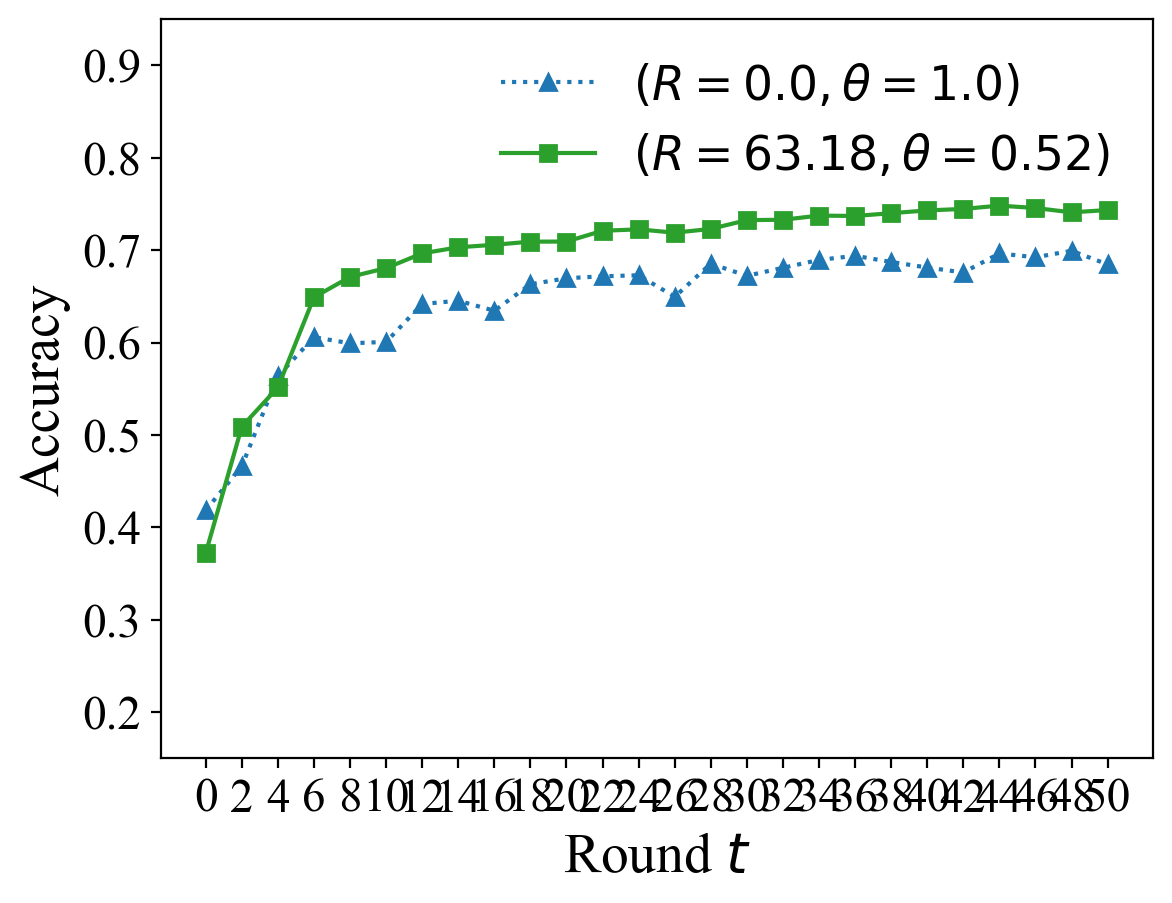 0.9
0.8
0.7
0.6
0.5
0.4
0.3
0.2
Accuracy
(R = 0.0, θ = 1.0)
(R = 63.18, θ = 0.52)
0 2 4 6 8 10 12 14 16 18 20 22 24 26 28 30 32 34 36 38 40 42 44 46 48 50
Round t